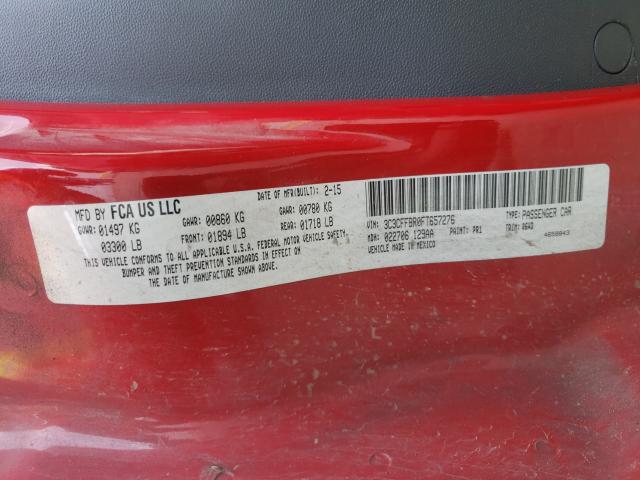 MFD BY FCA US LLC DATE OF MFR(BUILT): 2-15
GVWR: 01497 KG GAWR: 00860 KG GAWR: 00780 KG
03300 LB FRONT: 01894 LB REAR: 01718 LB
THIS VEHICLE CONFORMS TO ALL APPLICABLE U.S.A. FEDERAL MOTOR VEHICLE SAFETY,
BUMPER AND THEFT PREVENTION STANDARDS IN EFFECT ON
THE DATE OF MANUFACTURE SHOWN ABOVE.
VIN: 3C3CFFBR0FT657276 TYPE: PASSENGER CAR
MDH: 022706 129AA PAINT: PR1 TRIM:
VEHICLE MADE IN MEXICO